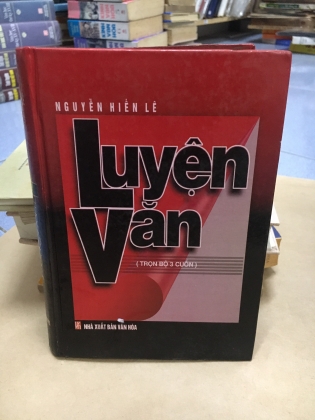 NGUYỄN HIẾN LÊ
Luyện
Văn
( TRỌN BỘ 3 CUỐN )
NHÀ XUẤT BẢN VĂN HÓA